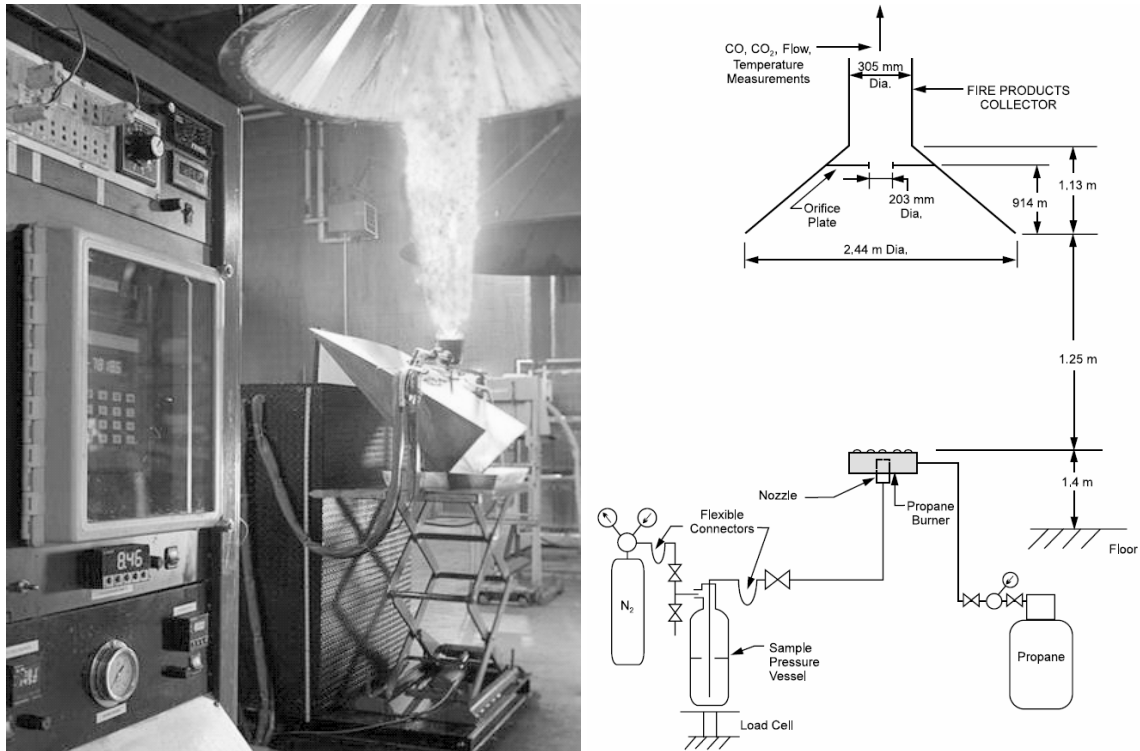 8.46
CO, CO₂, Flow,
Temperature
Measurements
305 mm
Dia.
FIRE PRODUCTS
COLLECTOR
Orifice
Plate
203 mm
Dia.
914 m
1.13 m
2.44 m Dia.
1.25 m
Nozzle
Propane
Burner
1.4 m
Flexible
Connectors
Floor
N₂
Sample
Pressure
Vessel
Propane
Load Cell